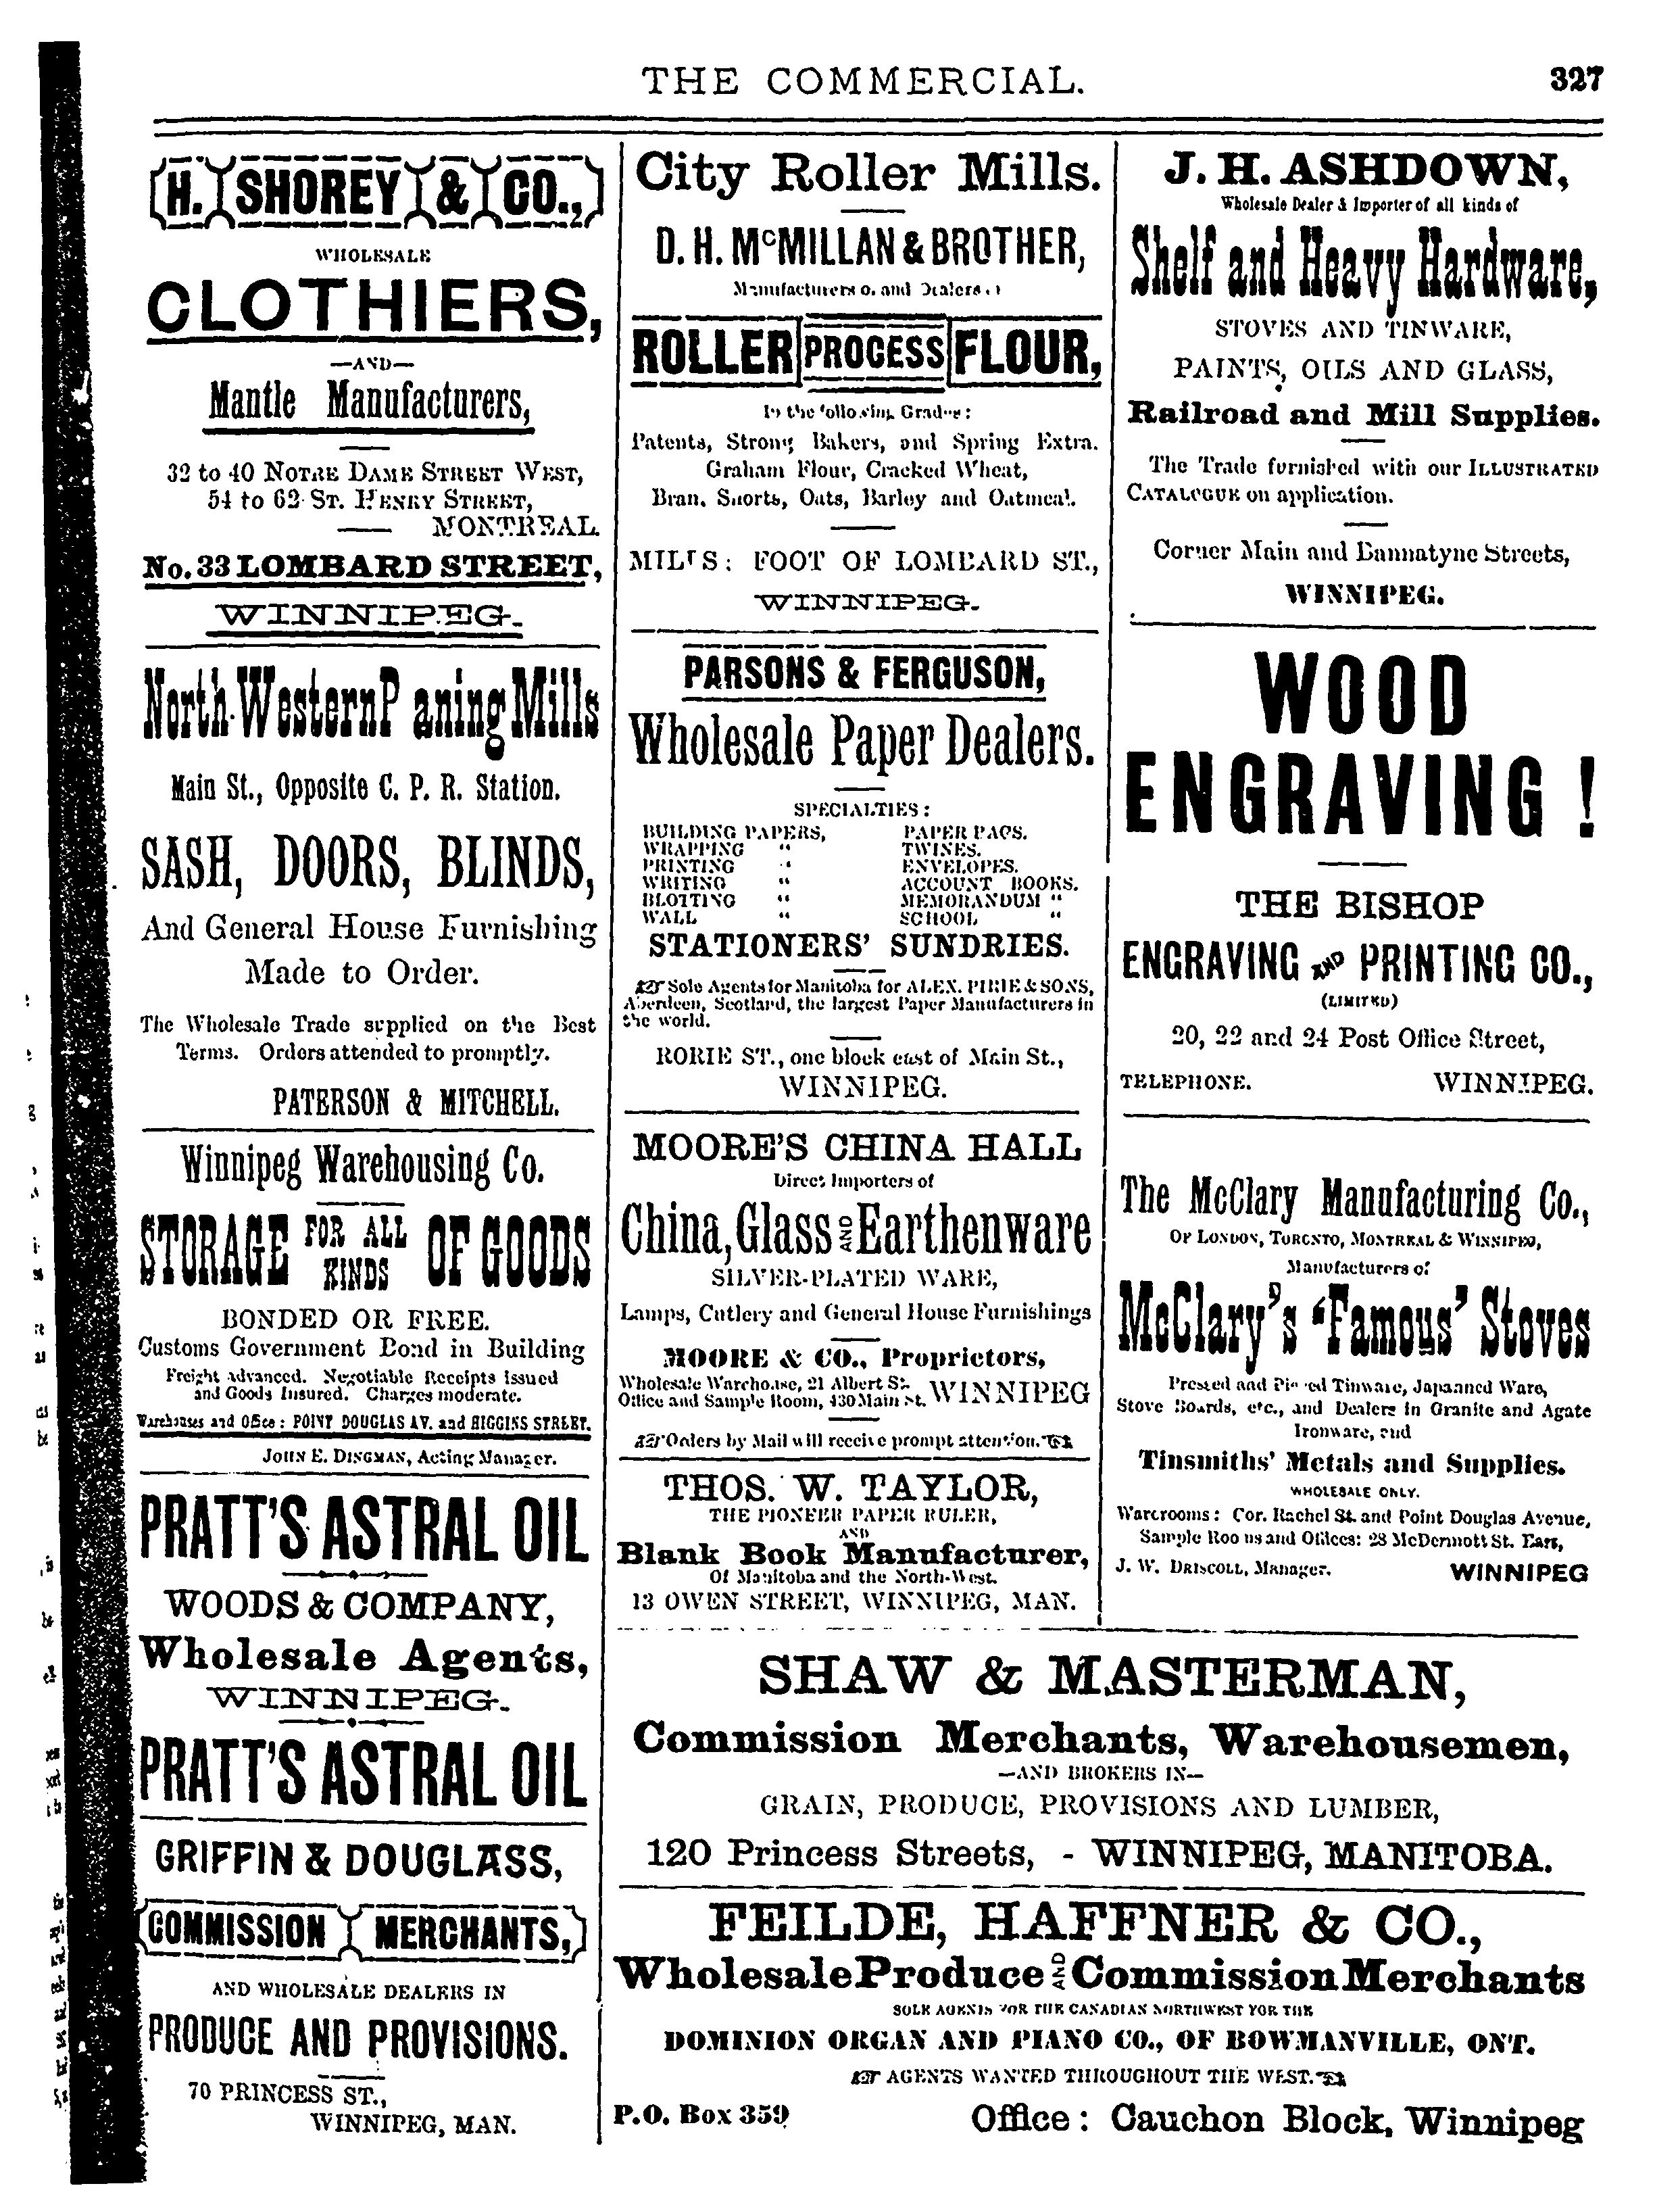 THE COMMERCIAL.
327
H. SHOREY & CO.,
WHOLESALE
CLOTHIERS,
—AND—
Mantle Manufacturers,
32 to 40 NOTRE DAME STREET WEST,
54 to 62 ST. HENRY STREET,
MONTREAL.
No. 33 LOMBARD STREET,
WINNIPEG.
North-Western P aning Mills
Main St., Opposite C. P. R. Station.
SASH, DOORS, BLINDS,
And General House Furnishing
Made to Order.
The Wholesale Trade supplied on the Best
Terms. Orders attended to promptly.
PATERSON & MITCHELL.
Winnipeg Warehousing Co.
STORAGE FOR ALL KINDS OF GOODS
BONDED OR FREE.
Customs Government Bond in Building
Freight advanced. Negotiable Receipts Issued
and Goods Insured. Charges moderate.
Warehouses and Office: POINT DOUGLAS AV. and HIGGINS STREET.
JOHN E. DINGMAN, Acting Manager.
PRATT'S ASTRAL OIL
WOODS & COMPANY,
Wholesale Agents,
WINNIPEG.
PRATT'S ASTRAL OIL
GRIFFIN & DOUGLASS,
COMMISSION MERCHANTS,
AND WHOLESALE DEALERS IN
PRODUCE AND PROVISIONS.
70 PRINCESS ST.,
WINNIPEG, MAN.
City Roller Mills.
D. H. McMILLAN & BROTHER,
Manufacturers o. and Dealers
ROLLER PROCESS FLOUR,
In the following Grades:
Patents, Strong Bakers, and Spring Extra.
Graham Flour, Cracked Wheat,
Bran, Shorts, Oats, Barley and Oatmeal.
MILLS: FOOT OF LOMBARD ST.,
WINNIPEG.
PARSONS & FERGUSON,
Wholesale Paper Dealers.
SPECIALTIES:
BUILDING PAPERS, PAPER BAGS.
WRAPPING " TWINES.
PRINTING " ENVELOPES.
WRITING " ACCOUNT BOOKS.
BLOTTING " MEMORANDUM "
WALL " SCHOOL "
STATIONERS' SUNDRIES.
☞ Sole Agents for Manitoba for ALEX. PIRIE & SONS,
Aberdeen, Scotland, the largest Paper Manufacturers in
the world.
RORIE ST., one block east of Main St.,
WINNIPEG.
MOORE'S CHINA HALL
Direct Importers of
China, Glass AND Earthenware
SILVER-PLATED WARE,
Lamps, Cutlery and General House Furnishings
MOORE & CO., Proprietors,
Wholesale Warehouse, 21 Albert St.
Office and Sample Room, 430 Main St. WINNIPEG
☞ Orders by Mail will receive prompt attention. ☜
THOS. W. TAYLOR,
THE PIONEER PAPER RULER,
AND
Blank Book Manufacturer,
Of Manitoba and the North-West.
13 OWEN STREET, WINNIPEG, MAN.
J. H. ASHDOWN,
Wholesale Dealer & Importer of all kinds of
Shelf and Heavy Hardware,
STOVES AND TINWARE,
PAINTS, OILS AND GLASS,
Railroad and Mill Supplies.
The Trade furnished with our ILLUSTRATED
CATALOGUE on application.
Corner Main and Bannatyne Streets,
WINNIPEG.
WOOD
ENGRAVING !
THE BISHOP
ENGRAVING AND PRINTING CO.,
(LIMITED)
20, 22 and 24 Post Office Street,
TELEPHONE. WINNIPEG.
The McClary Manufacturing Co.,
OF LONDON, TORONTO, MONTREAL & WINNIPEG,
Manufacturers of
McClary's 'Famous' Stoves
Pressed and Pieced Tinware, Japanned Ware,
Stove Boards, etc., and Dealers in Granite and Agate
Ironware, and
Tinsmiths' Metals and Supplies.
WHOLESALE ONLY.
Warerooms: Cor. Rachel St. and Point Douglas Avenue,
Sample Rooms and Offices: 28 McDermott St. East,
J. W. DRISCOLL, Manager. WINNIPEG
SHAW & MASTERMAN,
Commission Merchants, Warehousemen,
—AND BROKERS IN—
GRAIN, PRODUCE, PROVISIONS AND LUMBER,
120 Princess Streets, - WINNIPEG, MANITOBA.
FEILDE, HAFFNER & CO.,
Wholesale Produce AND Commission Merchants
SOLE AGENTS FOR THE CANADIAN NORTHWEST FOR THE
DOMINION ORGAN AND PIANO CO., OF BOWMANVILLE, ONT.
☞ AGENTS WANTED THROUGHOUT THE WEST. ☜
P.O. Box 359 Office: Cauchon Block, Winnipeg